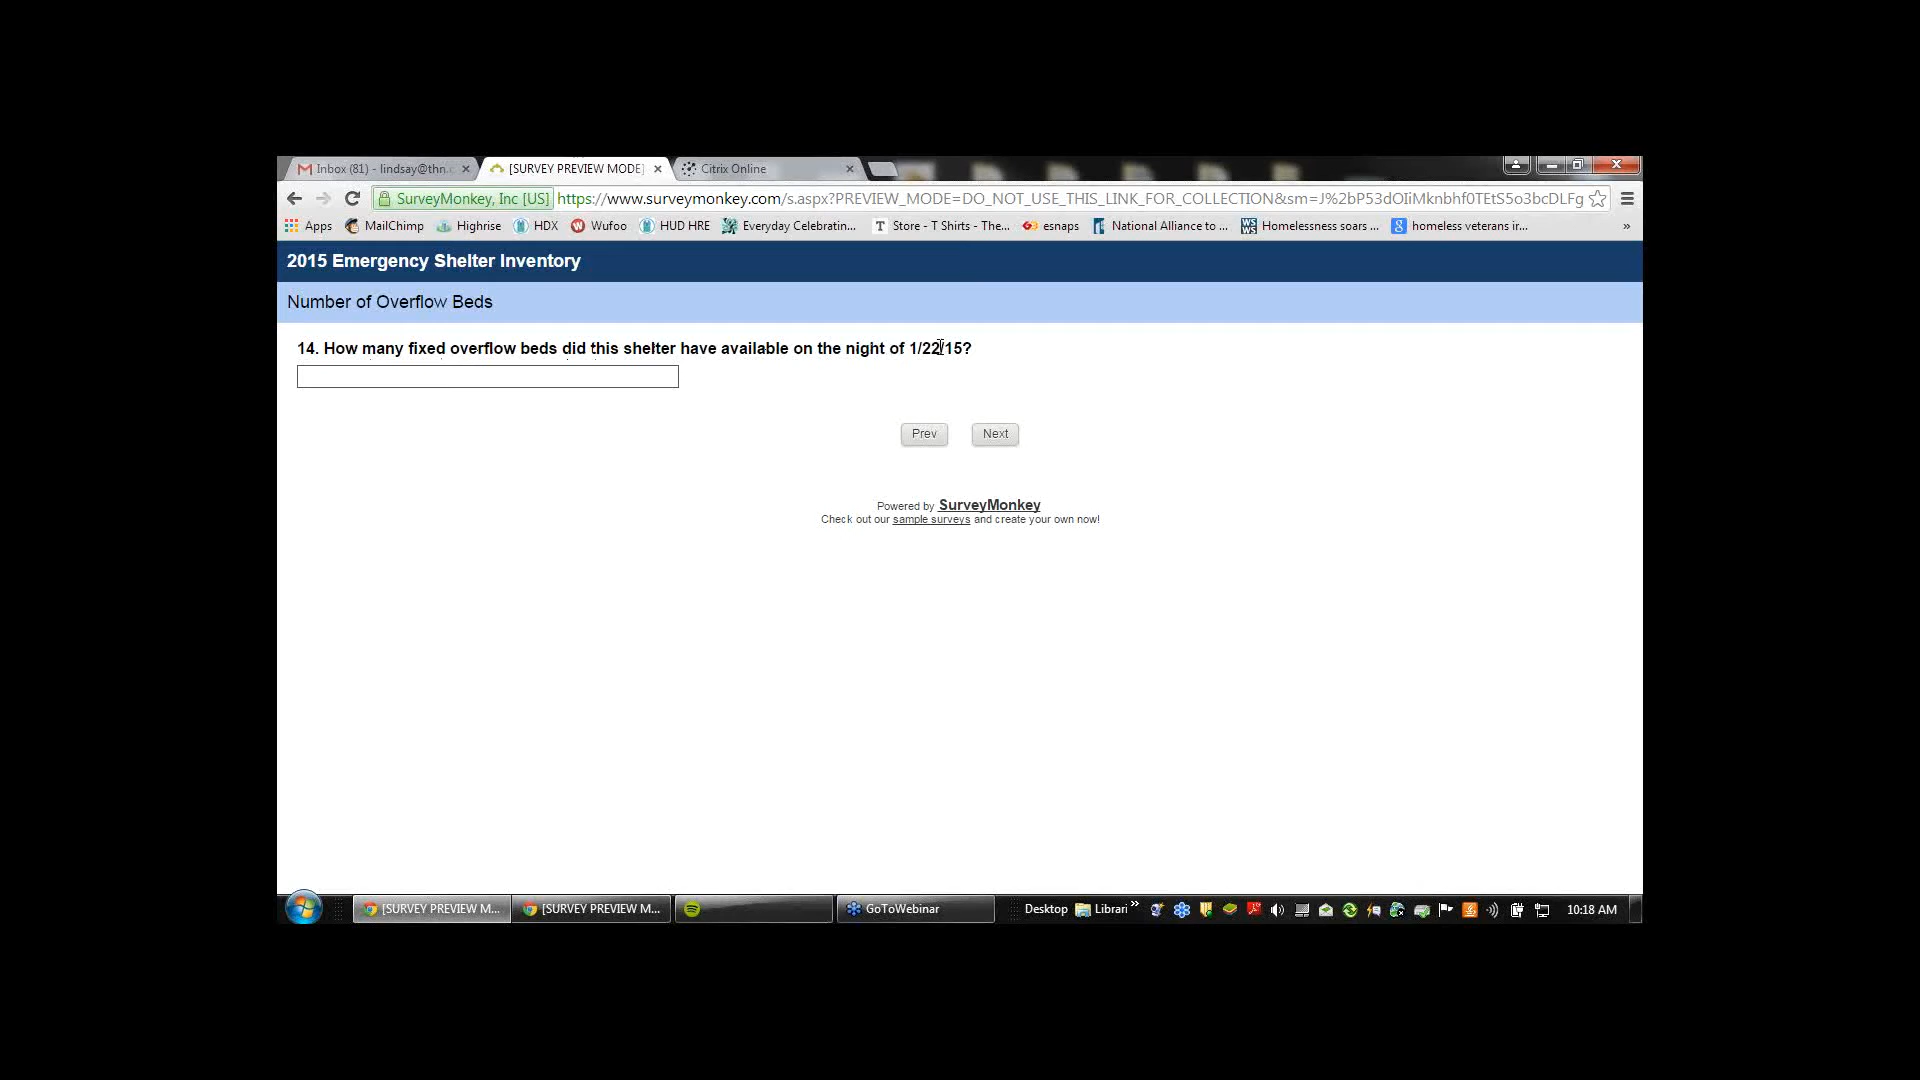 Inbox (81) - lindsay@thn.c
[SURVEY PREVIEW MODE]
Citrix Online
SurveyMonkey, Inc [US]
https://www.surveymonkey.com/s.aspx?PREVIEW_MODE=DO_NOT_USE_THIS_LINK_FOR_COLLECTION&sm=J%2bP53dOIiMknbhf0TEtS5o3bcDLFg
Apps
MailChimp
Highrise
HDX
Wufoo
HUD HRE
Everyday Celebratin...
T Store - T Shirts - The...
esnaps
National Alliance to ...
Homelessness soars ...
homeless veterans ir...
»
2015 Emergency Shelter Inventory
Number of Overflow Beds
14. How many fixed overflow beds did this shelter have available on the night of 1/22/15?
Prev
Next
Powered by SurveyMonkey
Check out our sample surveys and create your own now!
[SURVEY PREVIEW M...
[SURVEY PREVIEW M...
GoToWebinar
Desktop
Librari
»
10:18 AM